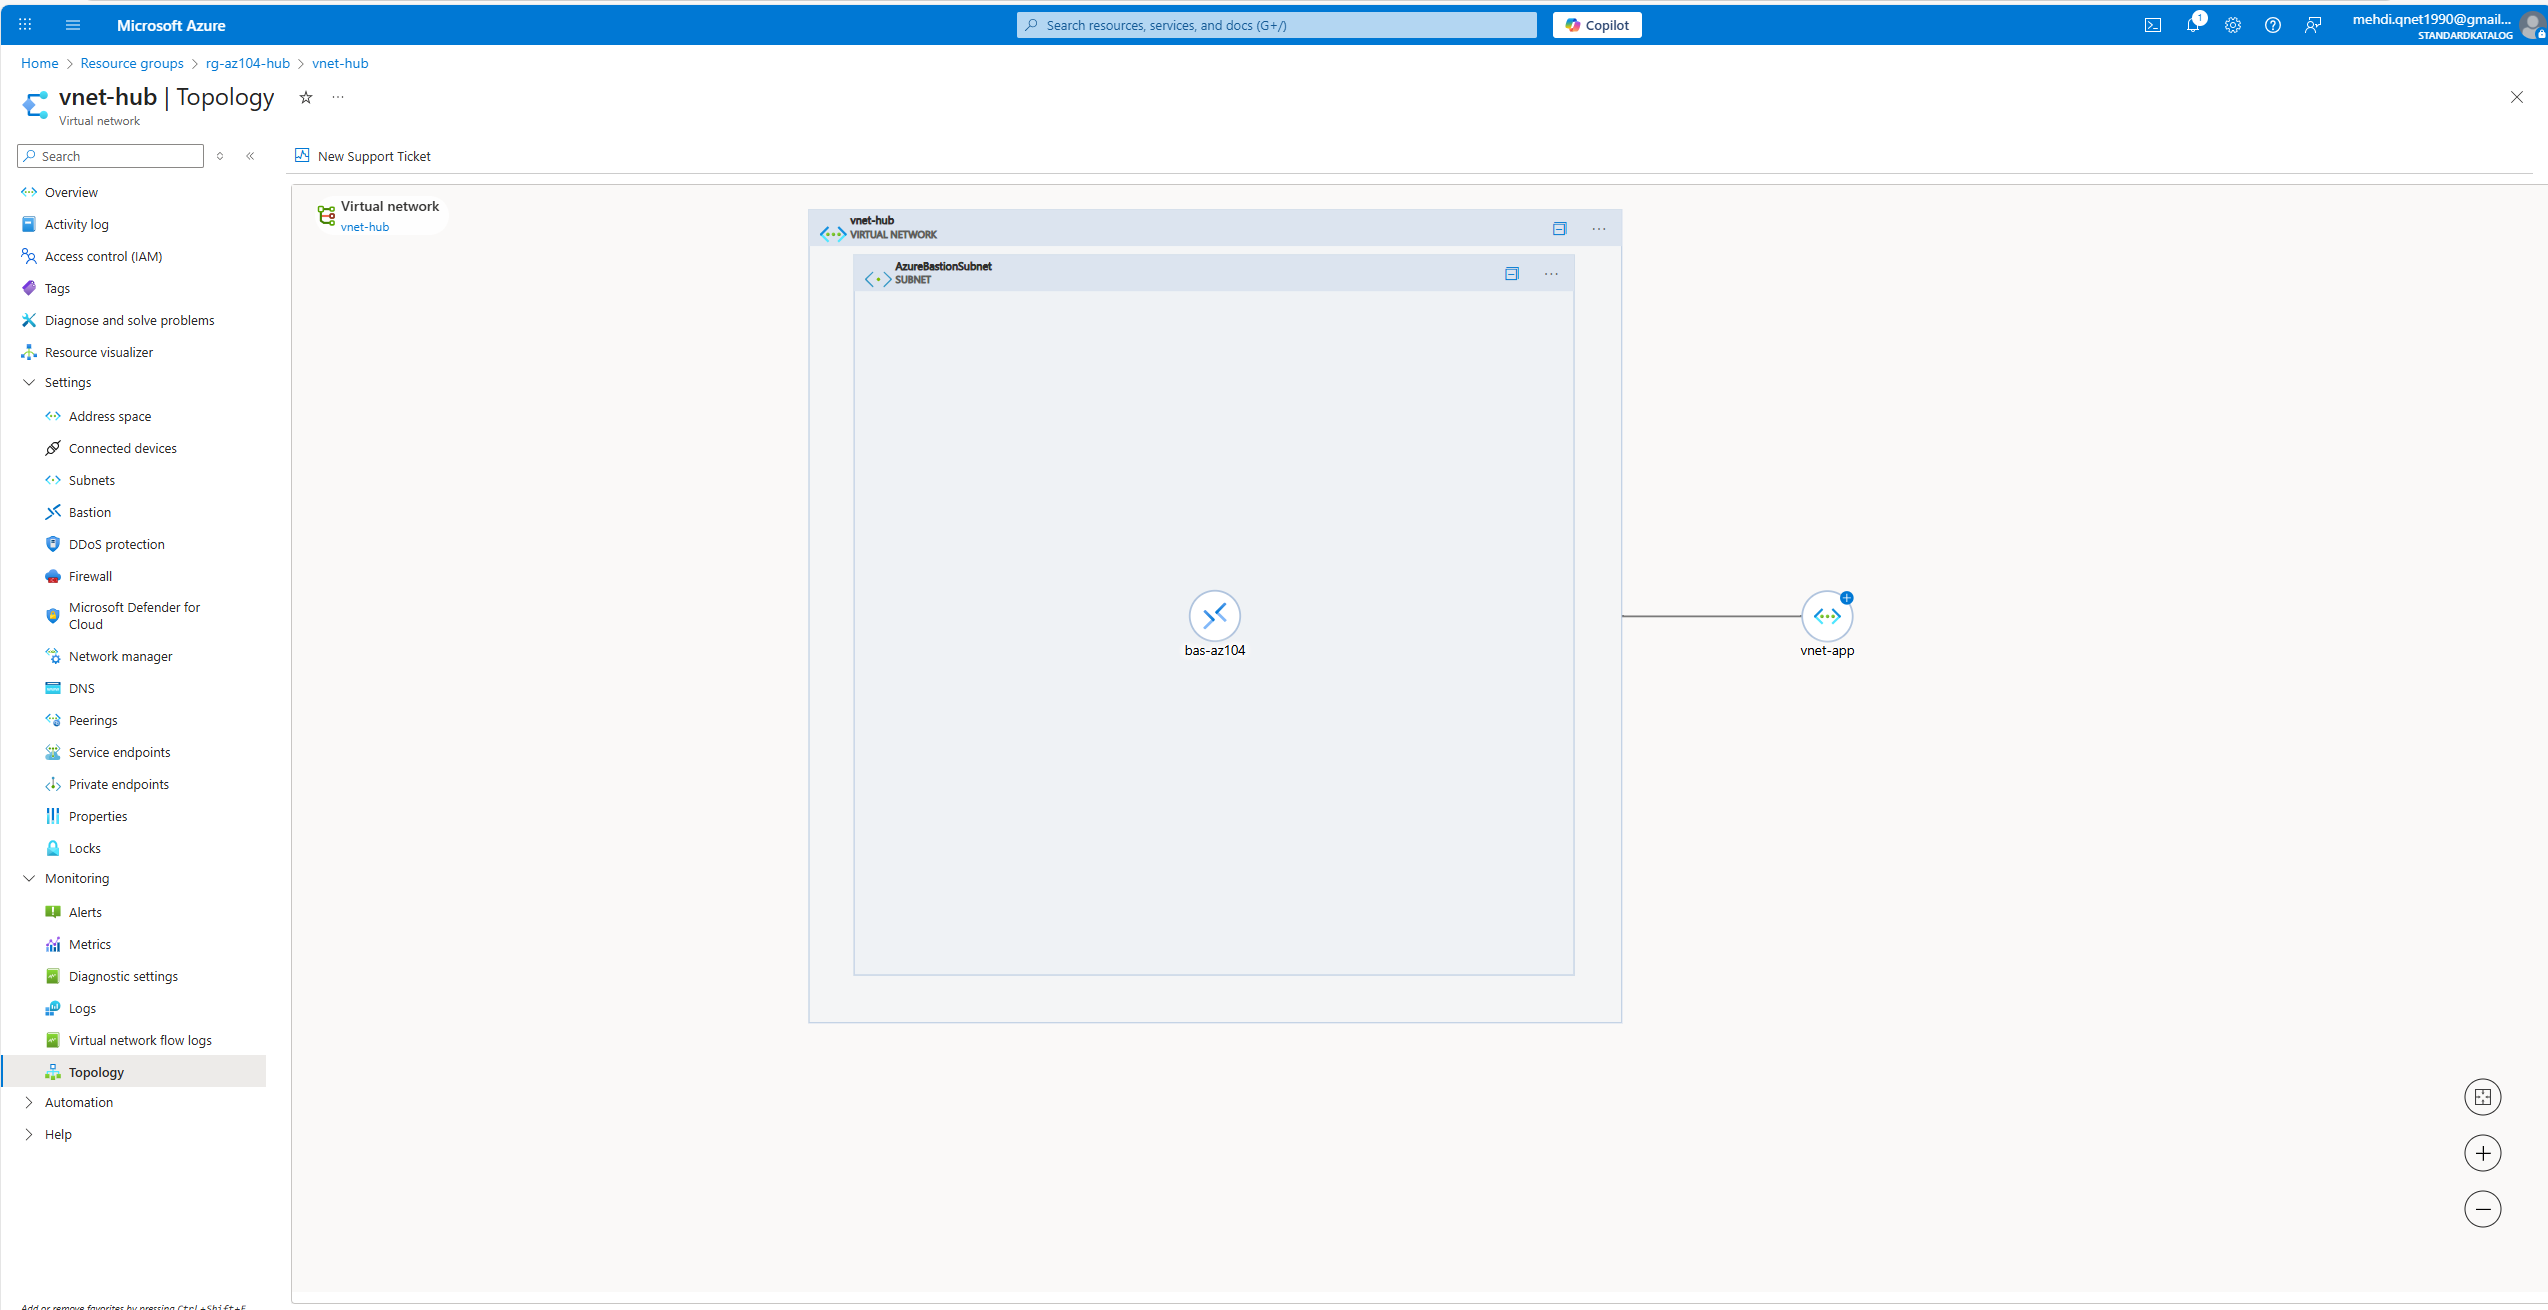 Microsoft Azure
Search resources, services, and docs (G+/)
Copilot
1
mehdi.qnet1990@gmail...
STANDARDKATALOG
Home > Resource groups > rg-az104-hub > vnet-hub
vnet-hub | Topology
Virtual network
Search
New Support Ticket
Overview
Activity log
Access control (IAM)
Tags
Diagnose and solve problems
Resource visualizer
Settings
Address space
Connected devices
Subnets
Bastion
DDoS protection
Firewall
Microsoft Defender for
Cloud
Network manager
DNS
Peerings
Service endpoints
Private endpoints
Properties
Locks
Monitoring
Alerts
Metrics
Diagnostic settings
Logs
Virtual network flow logs
Topology
Automation
Help
Add or remove favorites by pressing Ctrl+Shift+F
Virtual network
vnet-hub
vnet-hub
VIRTUAL NETWORK
AzureBastionSubnet
SUBNET
bas-az104
vnet-app